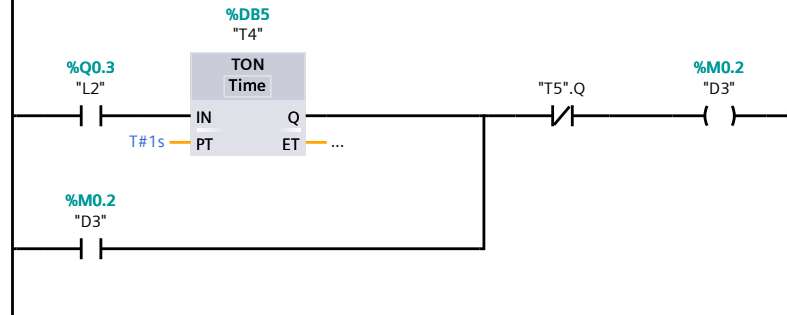 %DB5
"T4"
%Q0.3
"L2"
TON
Time
"T5".Q
%M0.2
"D3"
IN
Q
T#1s
PT
ET
...
%M0.2
"D3"